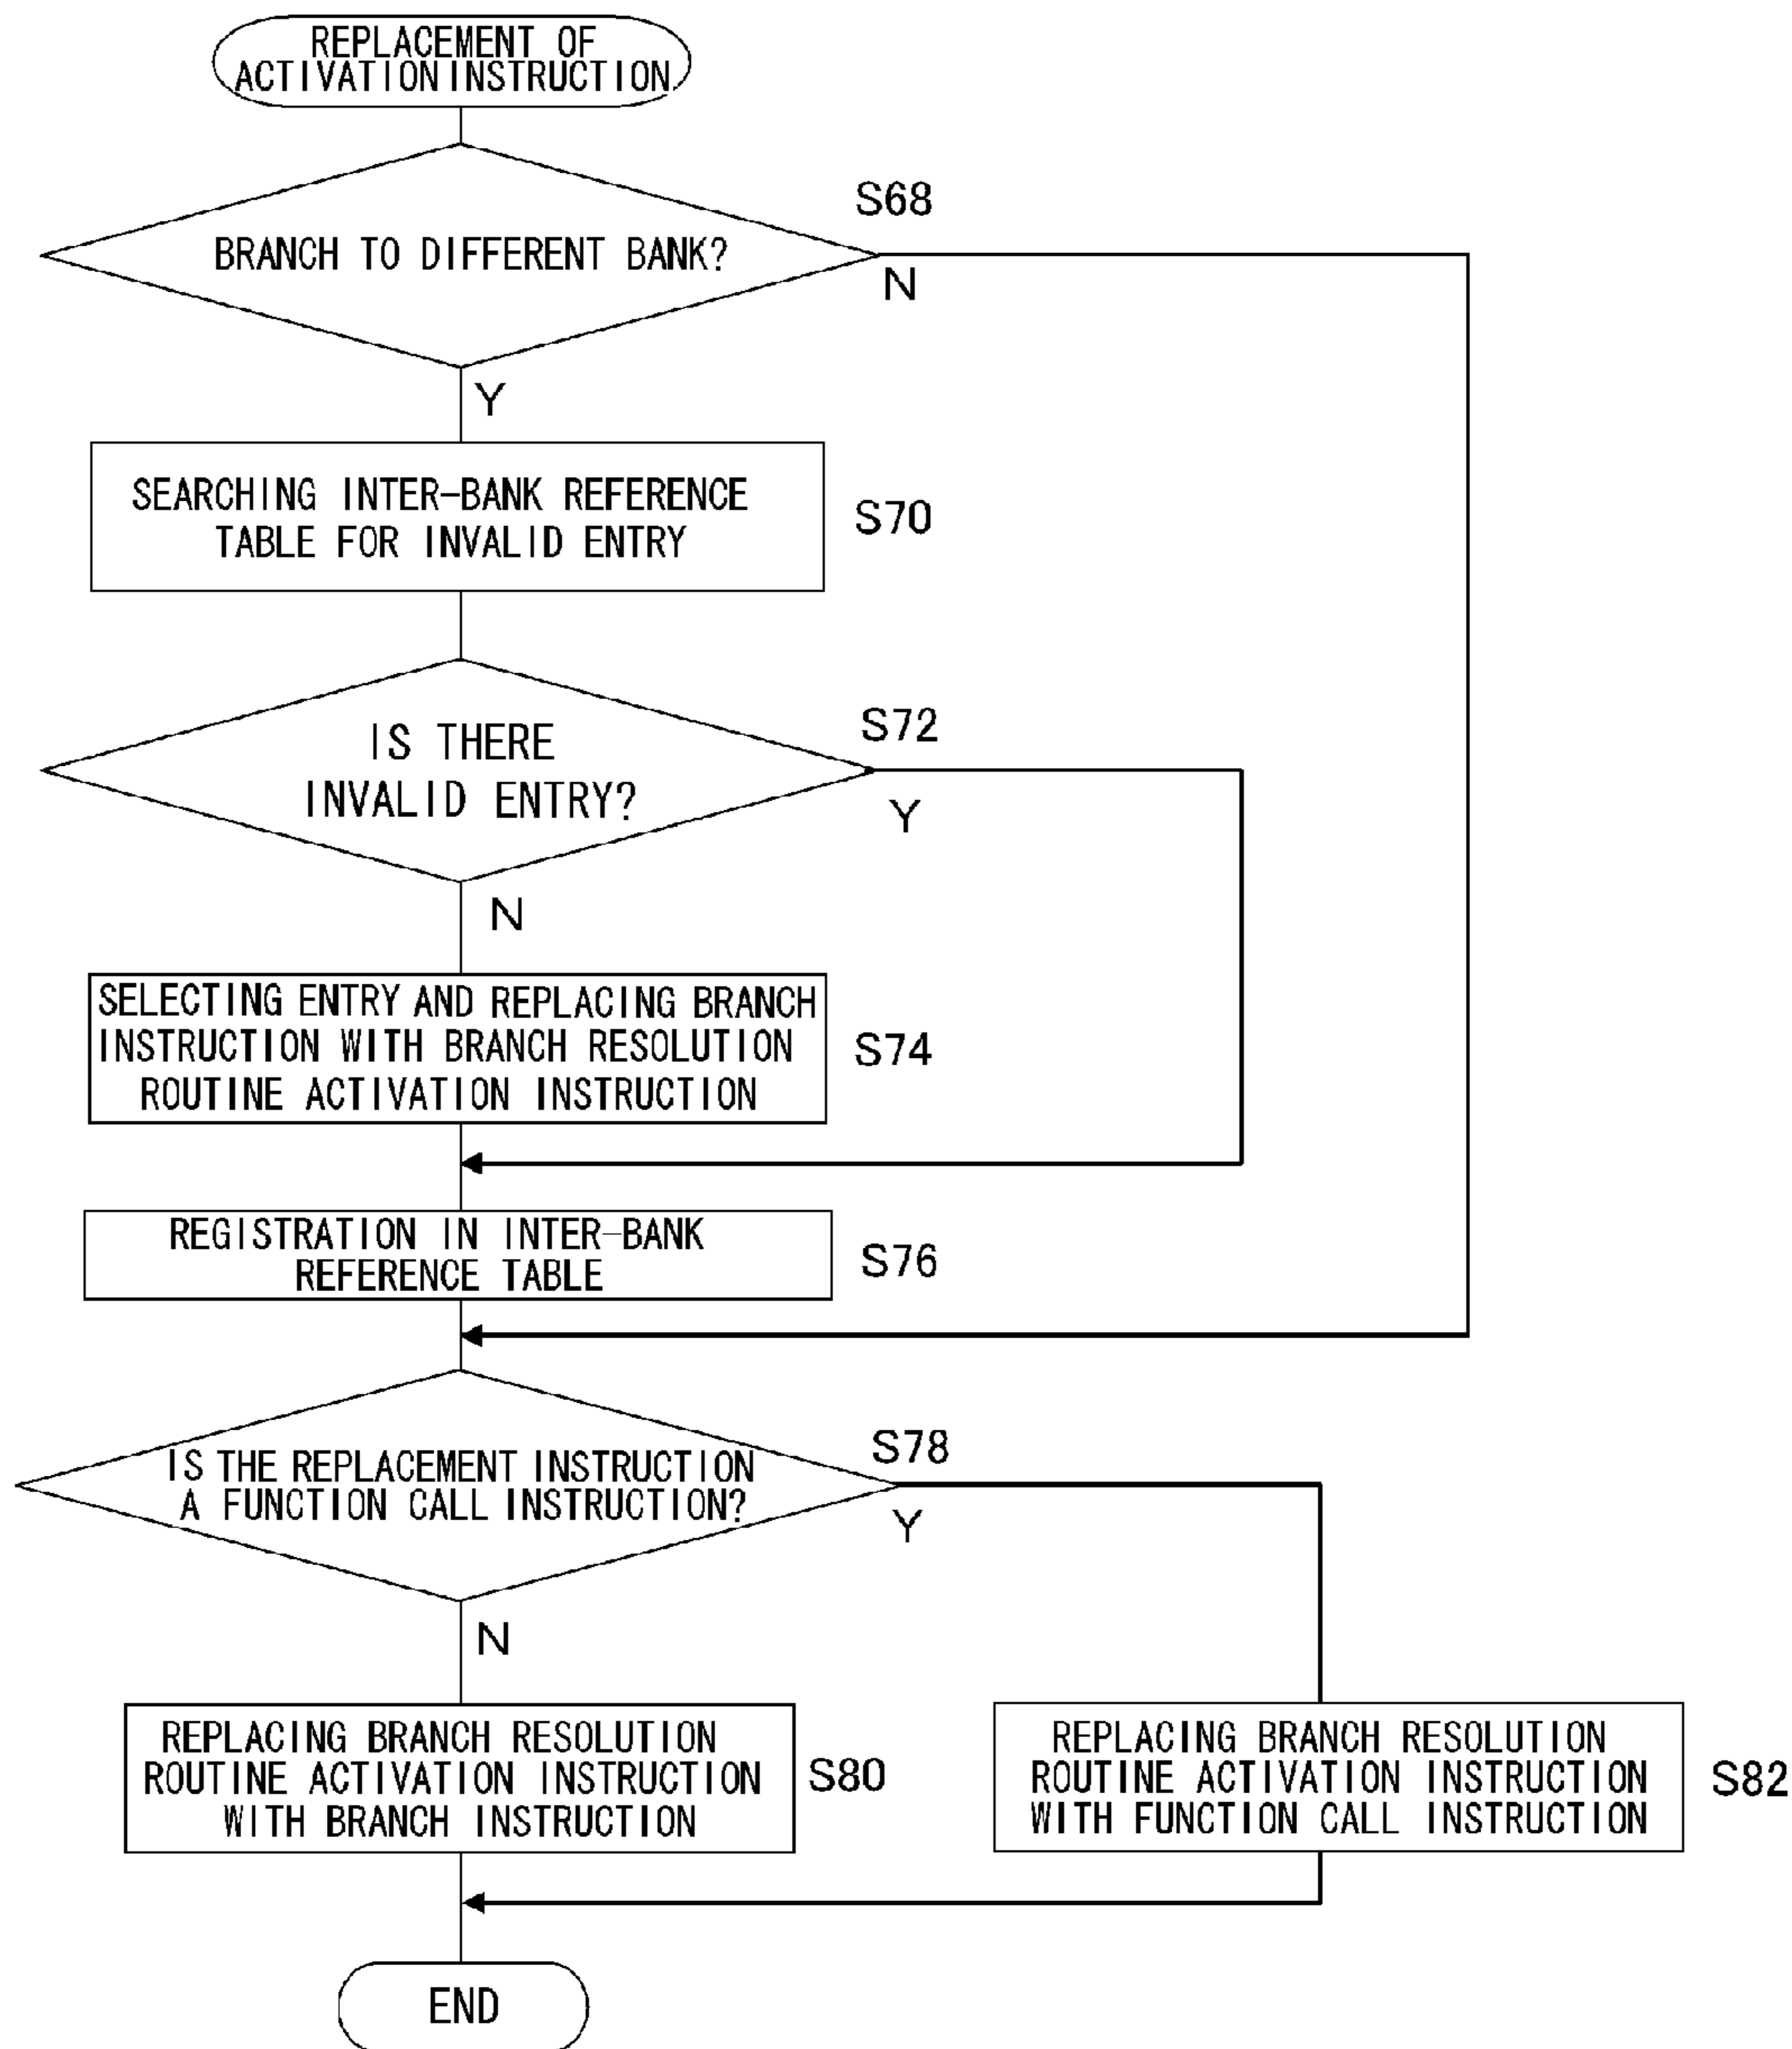 REPLACEMENT OF
ACTIVATION INSTRUCTION
S68
BRANCH TO DIFFERENT BANK?
N
Y
SEARCHING INTER-BANK REFERENCE
TABLE FOR INVALID ENTRY
S70
IS THERE
INVALID ENTRY?
S72
Y
N
SELECTING ENTRY AND REPLACING BRANCH
INSTRUCTION WITH BRANCH RESOLUTION
ROUTINE ACTIVATION INSTRUCTION
S74
REGISTRATION IN INTER-BANK
REFERENCE TABLE
S76
IS THE REPLACEMENT INSTRUCTION
A FUNCTION CALL INSTRUCTION?
S78
Y
N
REPLACING BRANCH RESOLUTION
ROUTINE ACTIVATION INSTRUCTION
WITH BRANCH INSTRUCTION
S80
REPLACING BRANCH RESOLUTION
ROUTINE ACTIVATION INSTRUCTION
WITH FUNCTION CALL INSTRUCTION
S82
END